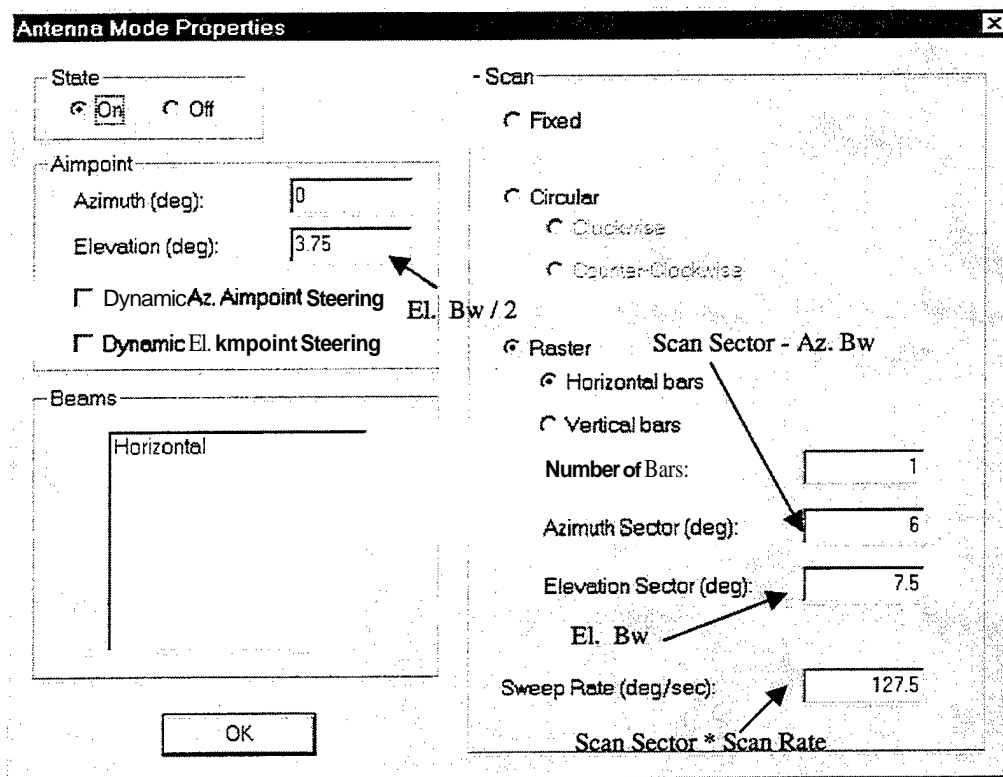 Antenna Mode Properties
State
On Off
Aimpoint
Azimuth (deg): 0
Elevation (deg): 3.75
Dynamic Az. Aimpoint Steering
Dynamic El. kmpoint Steering
El. Bw / 2
Beams
Horizontal
OK
- Scan
Fixed
Circular
Clockwise
Counter-Clockwise
Raster
Scan Sector - Az. Bw
Horizontal bars
Vertical bars
Number of Bars: 1
Azimuth Sector (deg): 6
Elevation Sector (deg): 7.5
El. Bw
Sweep Rate (deg/sec): 127.5
Scan Sector * Scan Rate